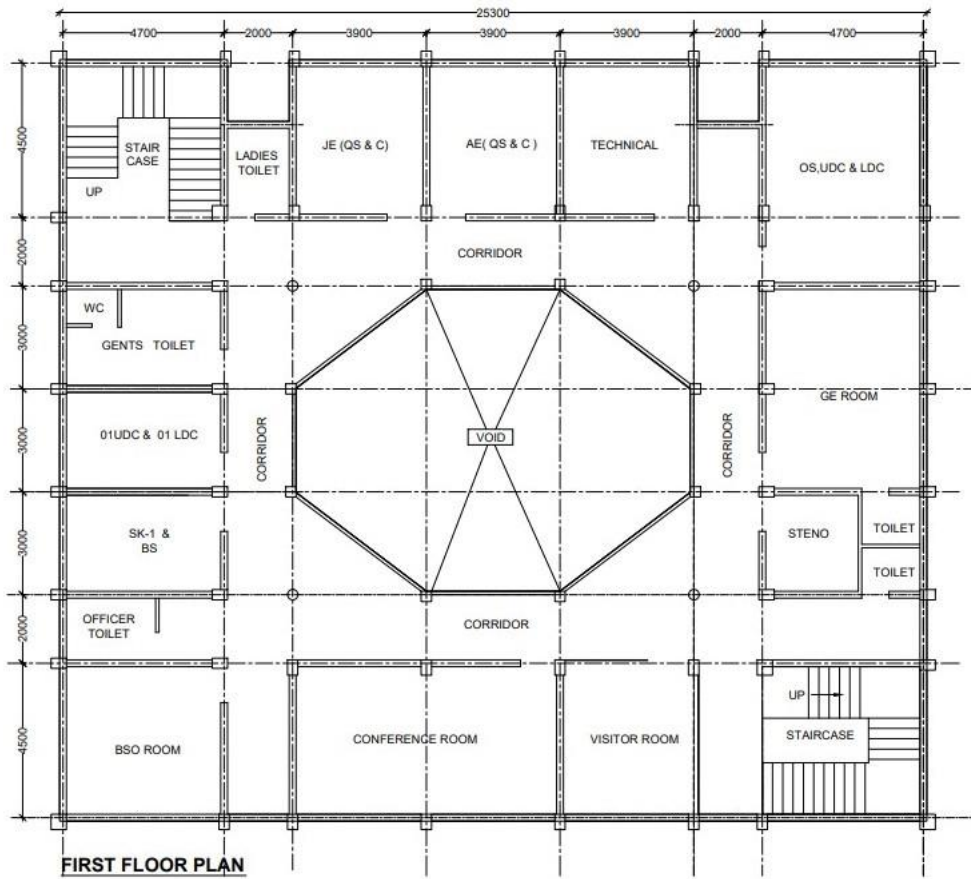 25300
4700
2000
3900
3900
3900
2000
4700
4500
2000
3000
3000
3000
2000
4500
STAIR
CASE
UP
LADIES
TOILET
JE (QS & C)
AE( QS & C )
TECHNICAL
OS,UDC & LDC
CORRIDOR
WC
GENTS TOILET
01UDC & 01 LDC
CORRIDOR
VOID
CORRIDOR
GE ROOM
SK-1 &
BS
STENO
TOILET
TOILET
OFFICER
TOILET
CORRIDOR
BSO ROOM
CONFERENCE ROOM
VISITOR ROOM
UP
STAIRCASE
FIRST FLOOR PLAN